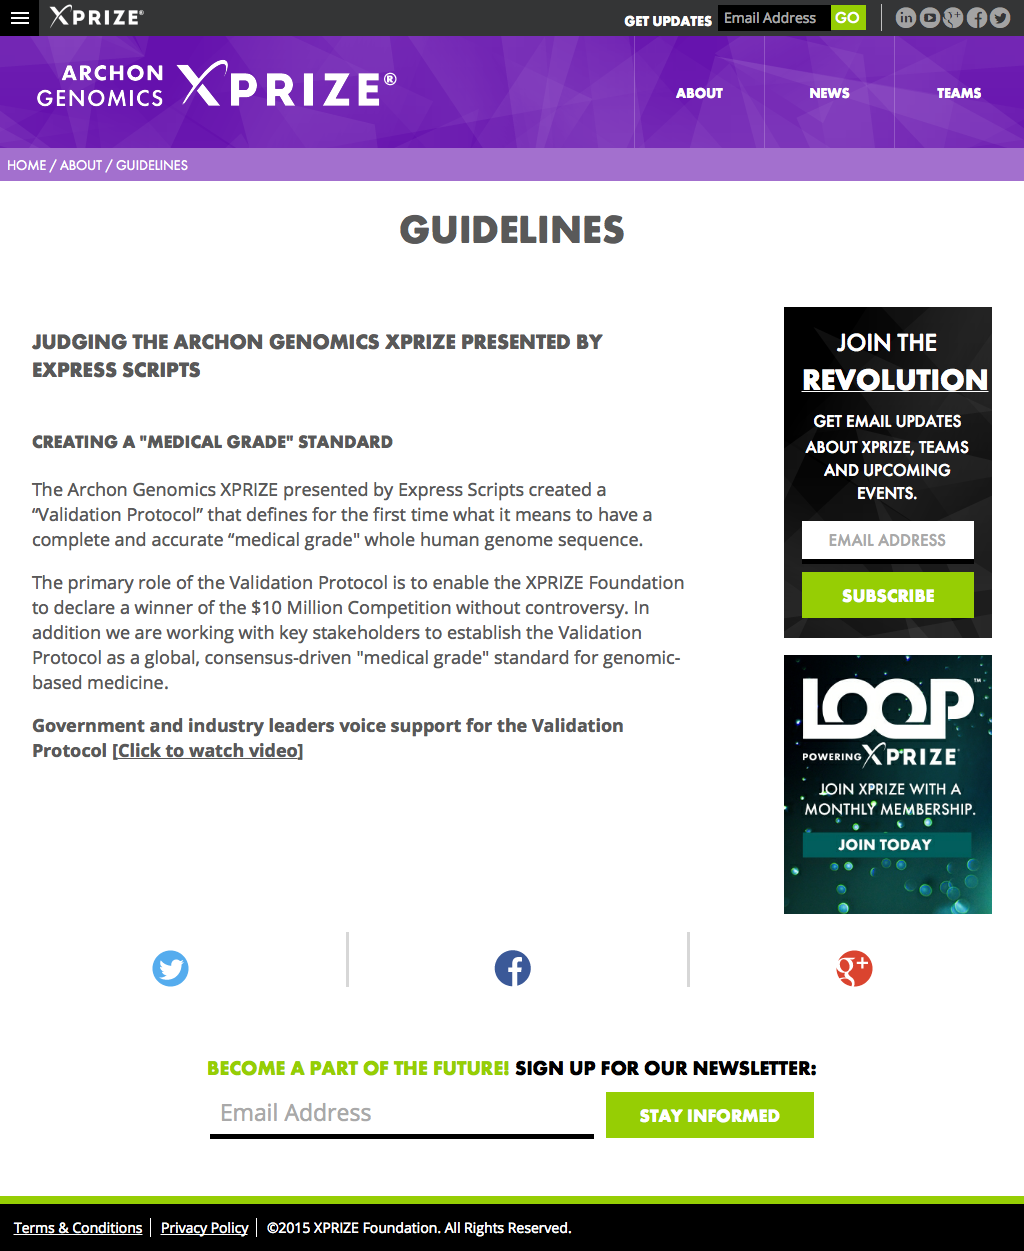 XPRIZE®
GET UPDATES Email Address GO
ARCHON
GENOMICS XPRIZE®
ABOUT NEWS TEAMS
HOME / ABOUT / GUIDELINES
GUIDELINES
JUDGING THE ARCHON GENOMICS XPRIZE PRESENTED BY
EXPRESS SCRIPTS
CREATING A "MEDICAL GRADE" STANDARD
The Archon Genomics XPRIZE presented by Express Scripts created a
“Validation Protocol” that defines for the first time what it means to have a
complete and accurate “medical grade" whole human genome sequence.
The primary role of the Validation Protocol is to enable the XPRIZE Foundation
to declare a winner of the $10 Million Competition without controversy. In
addition we are working with key stakeholders to establish the Validation
Protocol as a global, consensus-driven "medical grade" standard for genomic-
based medicine.
Government and industry leaders voice support for the Validation
Protocol [Click to watch video]
JOIN THE
REVOLUTION
GET EMAIL UPDATES
ABOUT XPRIZE, TEAMS
AND UPCOMING
EVENTS.
EMAIL ADDRESS
SUBSCRIBE
LOOP™
POWERING XPRIZE
JOIN XPRIZE WITH A
MONTHLY MEMBERSHIP.
JOIN TODAY
BECOME A PART OF THE FUTURE! SIGN UP FOR OUR NEWSLETTER:
Email Address STAY INFORMED
Terms & Conditions Privacy Policy ©2015 XPRIZE Foundation. All Rights Reserved.